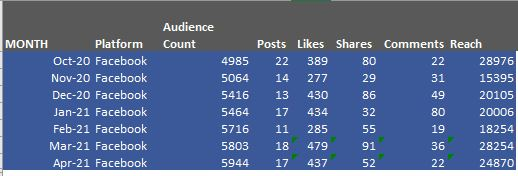 Audience
MONTH Platform Count Posts Likes Shares Comments Reach
Oct-20 Facebook 4985 22 389 80 22 28976
Nov-20 Facebook 5064 14 277 29 31 15395
Dec-20 Facebook 5416 13 430 86 49 20105
Jan-21 Facebook 5464 17 434 32 80 20006
Feb-21 Facebook 5716 11 285 55 19 18254
Mar-21 Facebook 5803 18 479 91 36 28254
Apr-21 Facebook 5944 17 437 52 22 24870